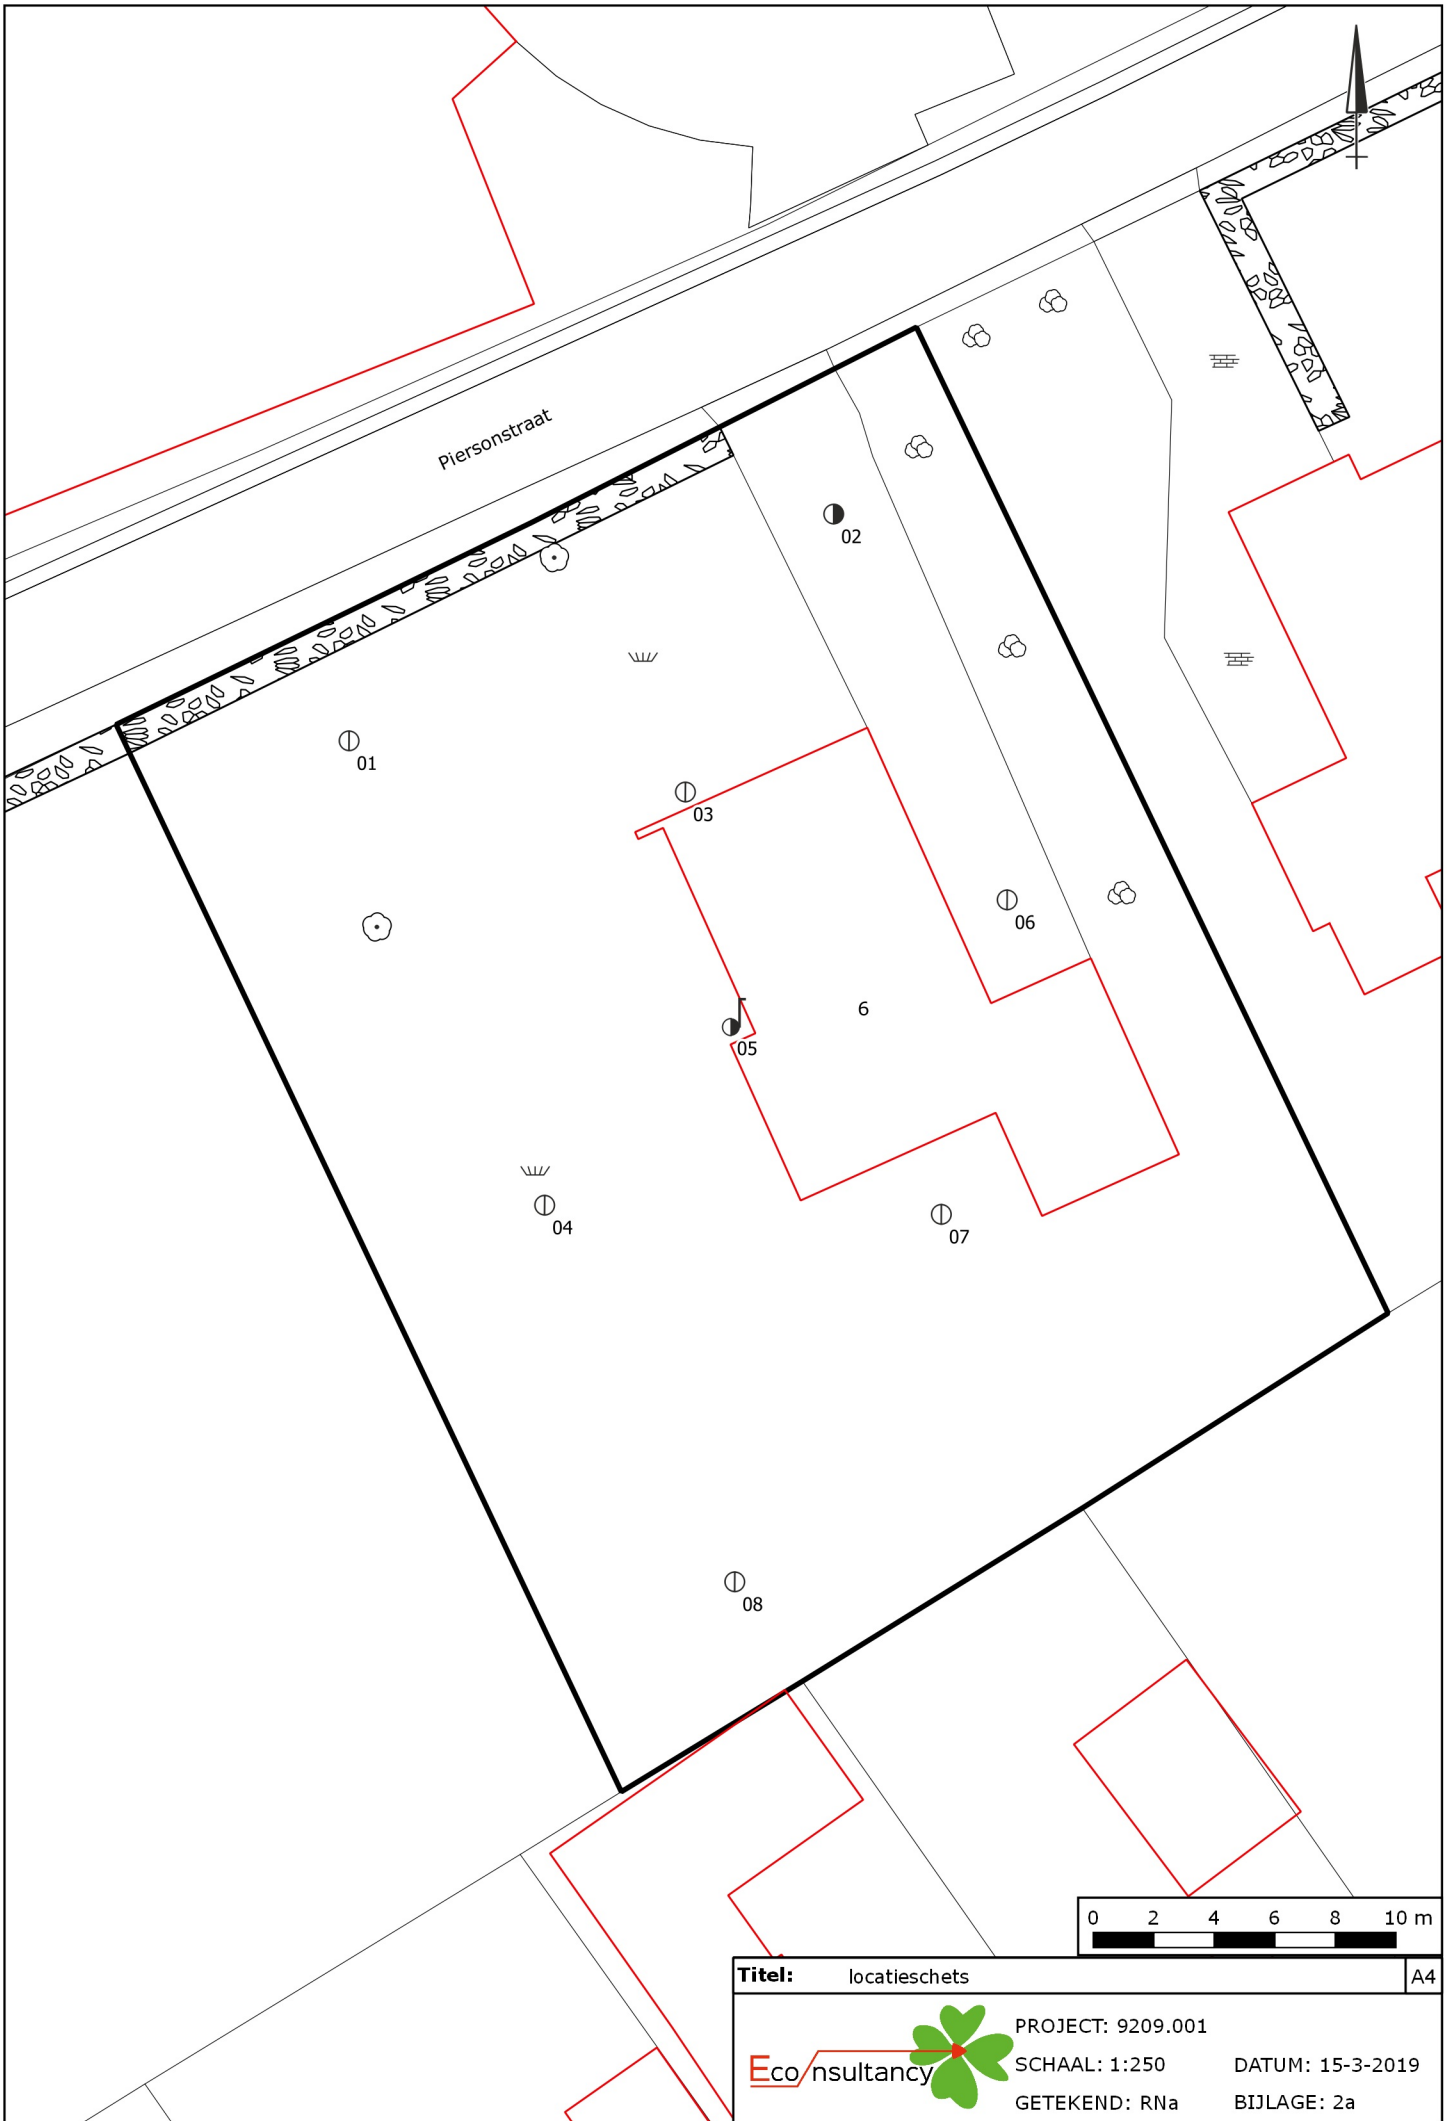 Piersonstraat
02
01
03
06
6
05
04
07
08
0 2 4 6 8 10 m
Titel: locatieschets A4
Econsultancy
PROJECT: 9209.001
SCHAAL: 1:250 DATUM: 15-3-2019
GETEKEND: RNa BIJLAGE: 2a